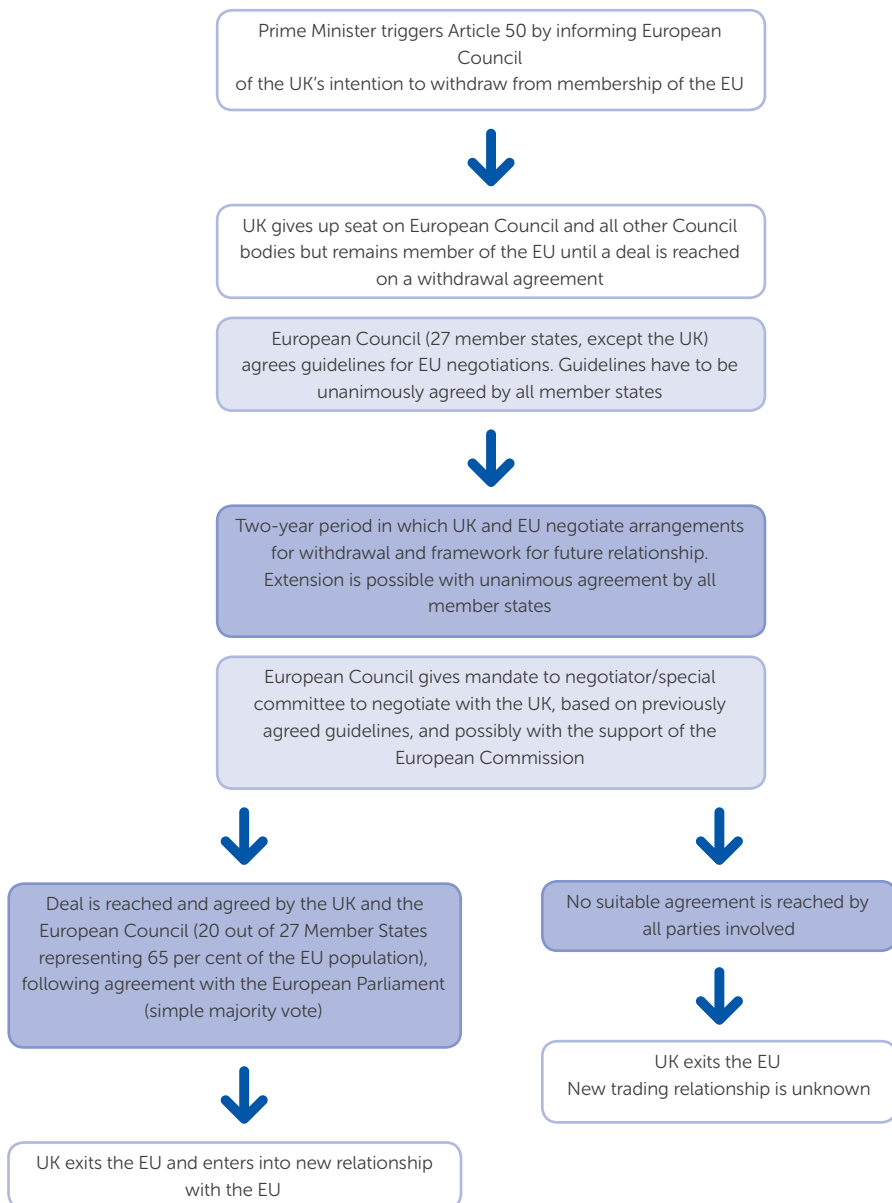 Prime Minister triggers Article 50 by informing European
Council
of the UK's intention to withdraw from membership of the EU
UK gives up seat on European Council and all other Council
bodies but remains member of the EU until a deal is reached
on a withdrawal agreement
European Council (27 member states, except the UK)
agrees guidelines for EU negotiations. Guidelines have to be
unanimously agreed by all member states
Two-year period in which UK and EU negotiate arrangements
for withdrawal and framework for future relationship.
Extension is possible with unanimous agreement by all
member states
European Council gives mandate to negotiator/special
committee to negotiate with the UK, based on previously
agreed guidelines, and possibly with the support of the
European Commission
Deal is reached and agreed by the UK and the
European Council (20 out of 27 Member States
representing 65 per cent of the EU population),
following agreement with the European Parliament
(simple majority vote)
No suitable agreement is reached by
all parties involved
UK exits the EU
New trading relationship is unknown
UK exits the EU and enters into new relationship
with the EU